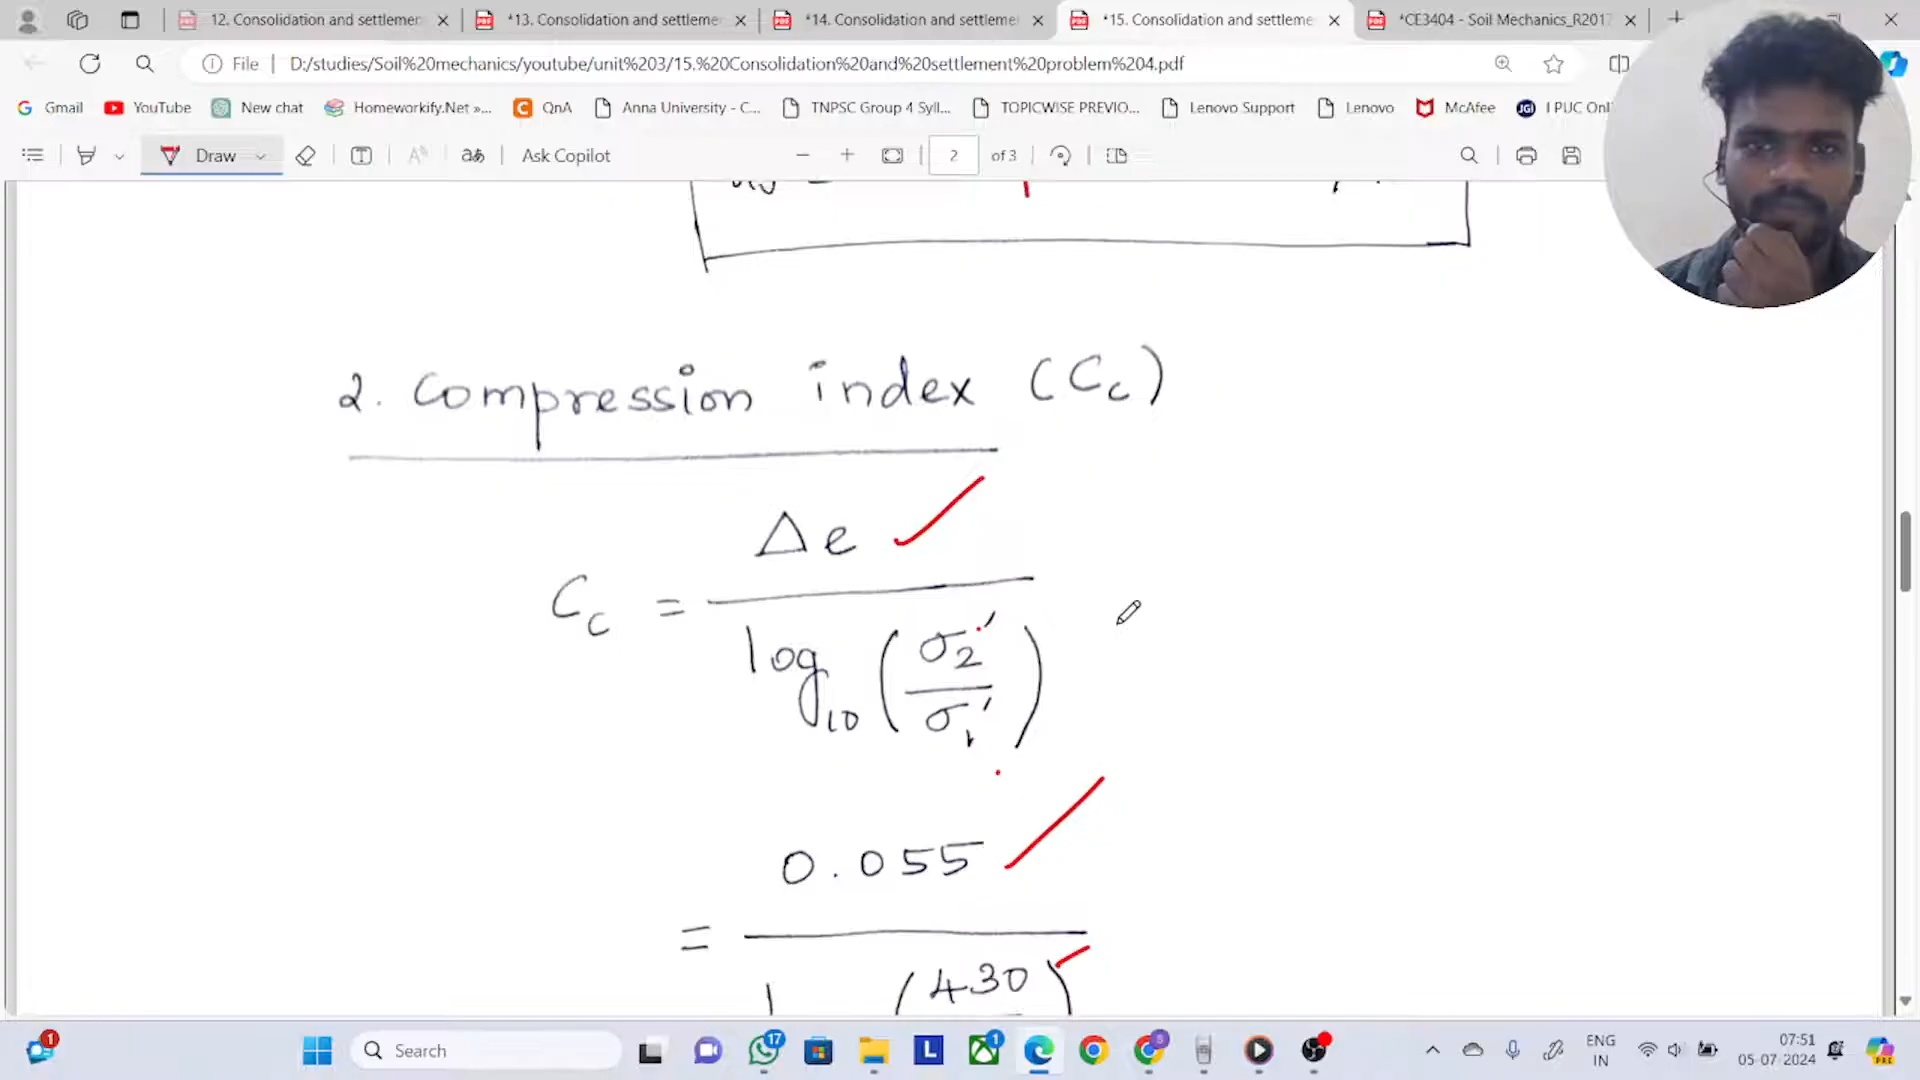 12. Consolidation and settlemen
*13. Consolidation and settleme
*14. Consolidation and settleme
*15. Consolidation and settleme
*CE3404 - Soil Mechanics_R2017
File | D:/studies/Soil%20mechanics/youtube/unit%203/15.%20Consolidation%20and%20settlement%20problem%204.pdf
Gmail YouTube New chat Homeworkify.Net »... QnA Anna University - C... TNPSC Group 4 Syll... TOPICWISE PREVIO... Lenovo Support Lenovo McAfee I PUC Onl
Draw aあ Ask Copilot 2 of 3
2. Compression index (Cc)
Δe
Cc =
log10 (σ2' / σ1')
0.055
=
(430)
Search
17
1
ENG
IN
07:51
05-07-2024